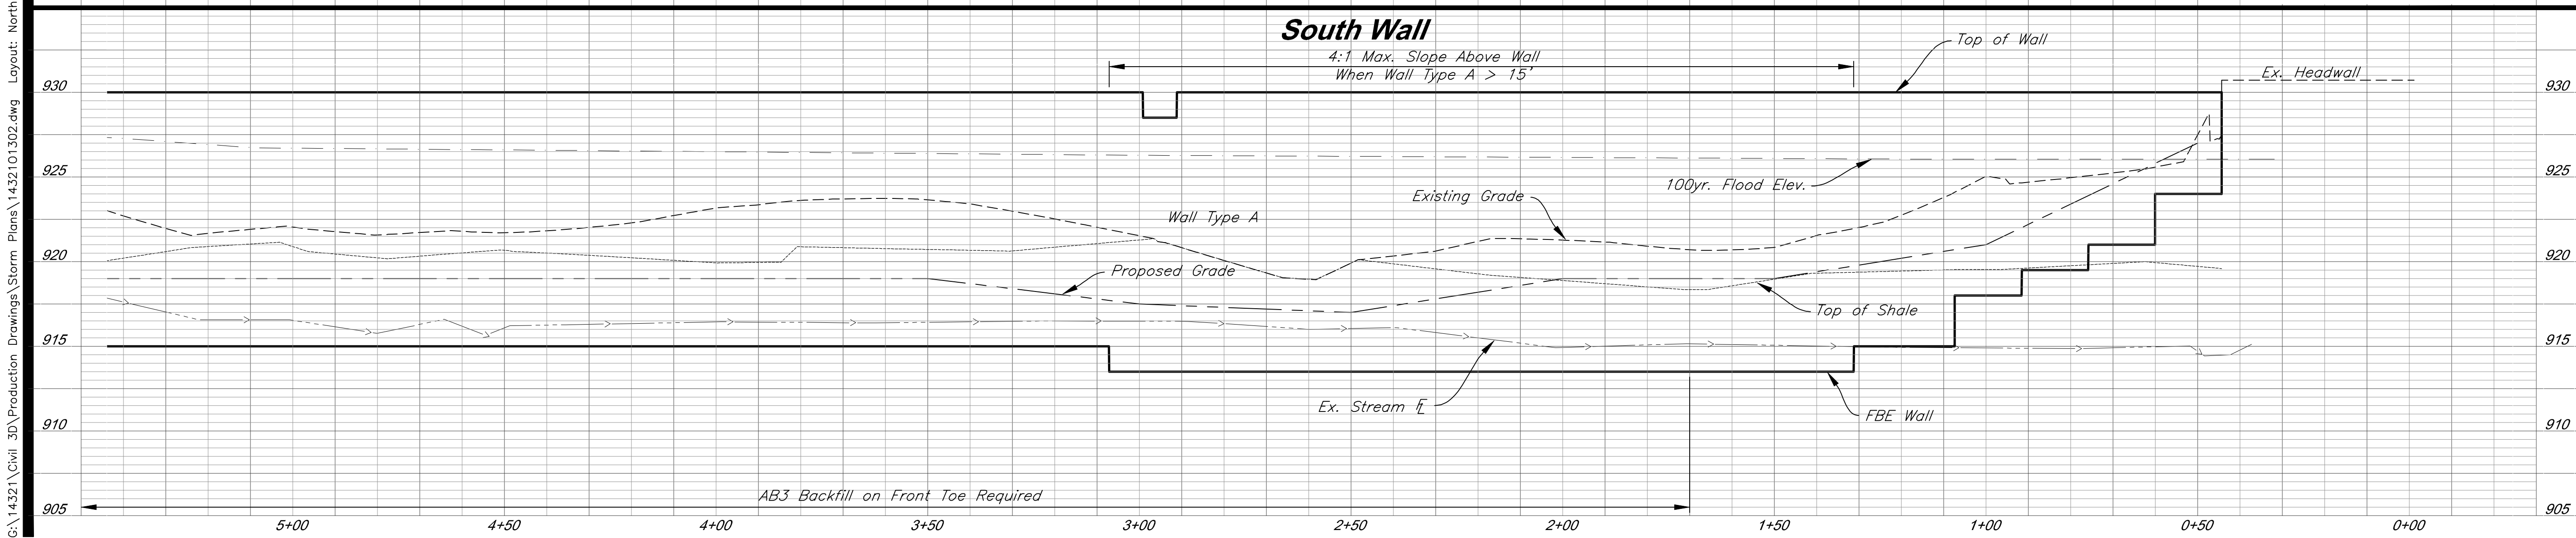 G:\14321\Civil 3D\Production Drawings\Storm Plans\1432101302.dwg Layout: North
South Wall
4:1 Max. Slope Above Wall
When Wall Type A > 15'
Top of Wall
Ex. Headwall
930
930
925
100yr. Flood Elev.
925
Existing Grade
Wall Type A
920
920
Proposed Grade
Top of Shale
915
915
Ex. Stream FL
FBE Wall
910
910
AB3 Backfill on Front Toe Required
905
905
5+00
4+50
4+00
3+50
3+00
2+50
2+00
1+50
1+00
0+50
0+00